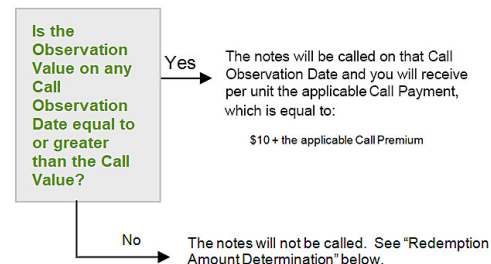 Is the
Observation
Value on any
Call
Observation
Date equal to
or greater
than the Call
Value?
Yes
The notes will be called on that Call
Observation Date and you will receive
per unit the applicable Call Payment,
which is equal to:
$10 + the applicable Call Premium
No
The notes will not be called. See “Redemption
Amount Determination” below.